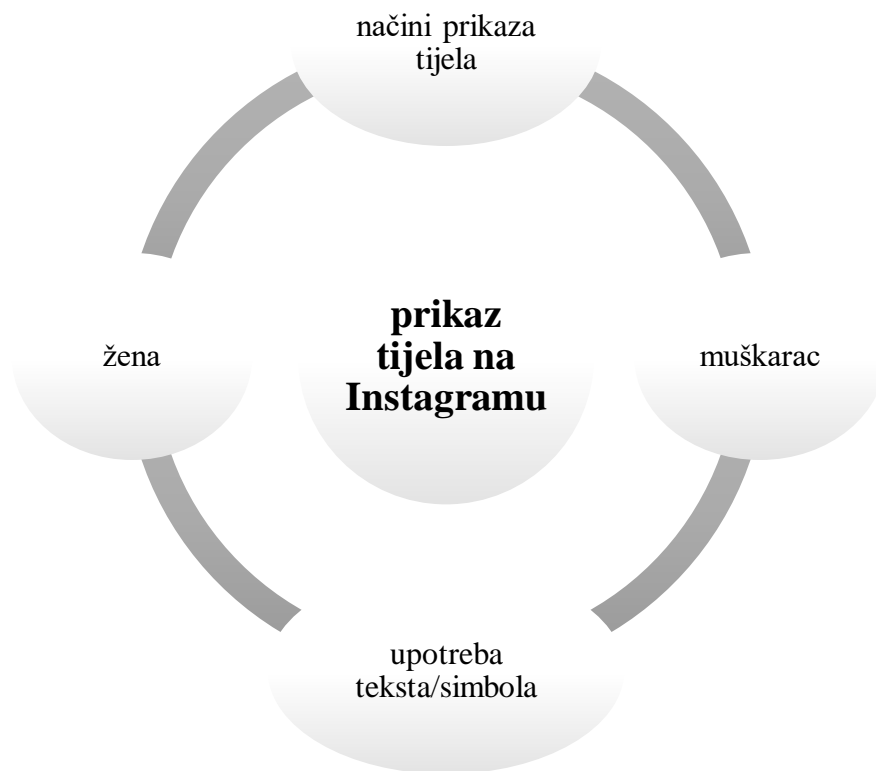 načini prikaza
tijela
žena
prikaz
tijela na
Instagramu
muškarac
upotreba
teksta/simbola